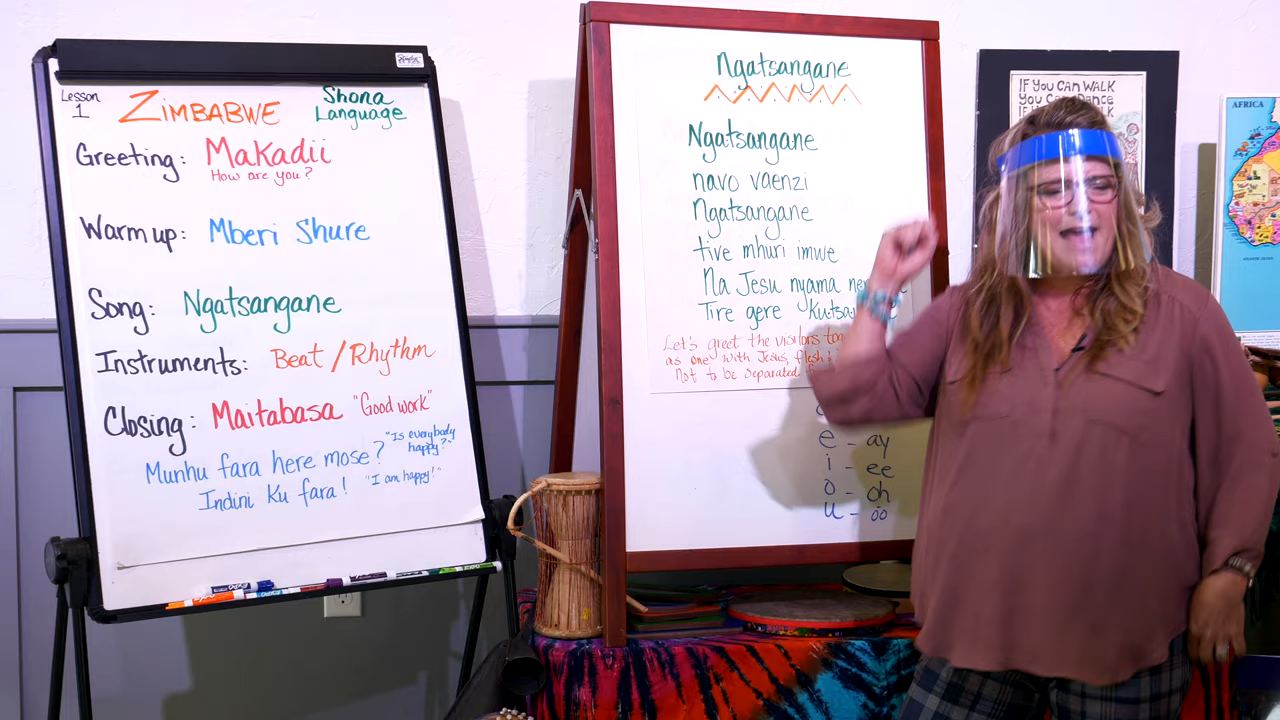 Lesson
1
ZIMBABWE
Shona
Language
Greeting: Makadii
How are you?
Warm up: Mberi Shure
Song: Ngatsangane
Instruments: Beat / Rhythm
Closing: Maitabasa "Good work"
Munhu fara here mose? "Is everybody
happy?"
Indini Ku fara! "I am happy!"
Ngatsangane
Ngatsangane
navo vaenzi
Ngatsangane
tive mhuri imwe
Na Jesu nyama
Tire gere
Let's greet the visitors
as one with Jesus, flesh
Not to be separated
e - ay
i - ee
o - oh
u - oo
IF YOU CAN WALK
YOU CAN DANCE
AFRICA